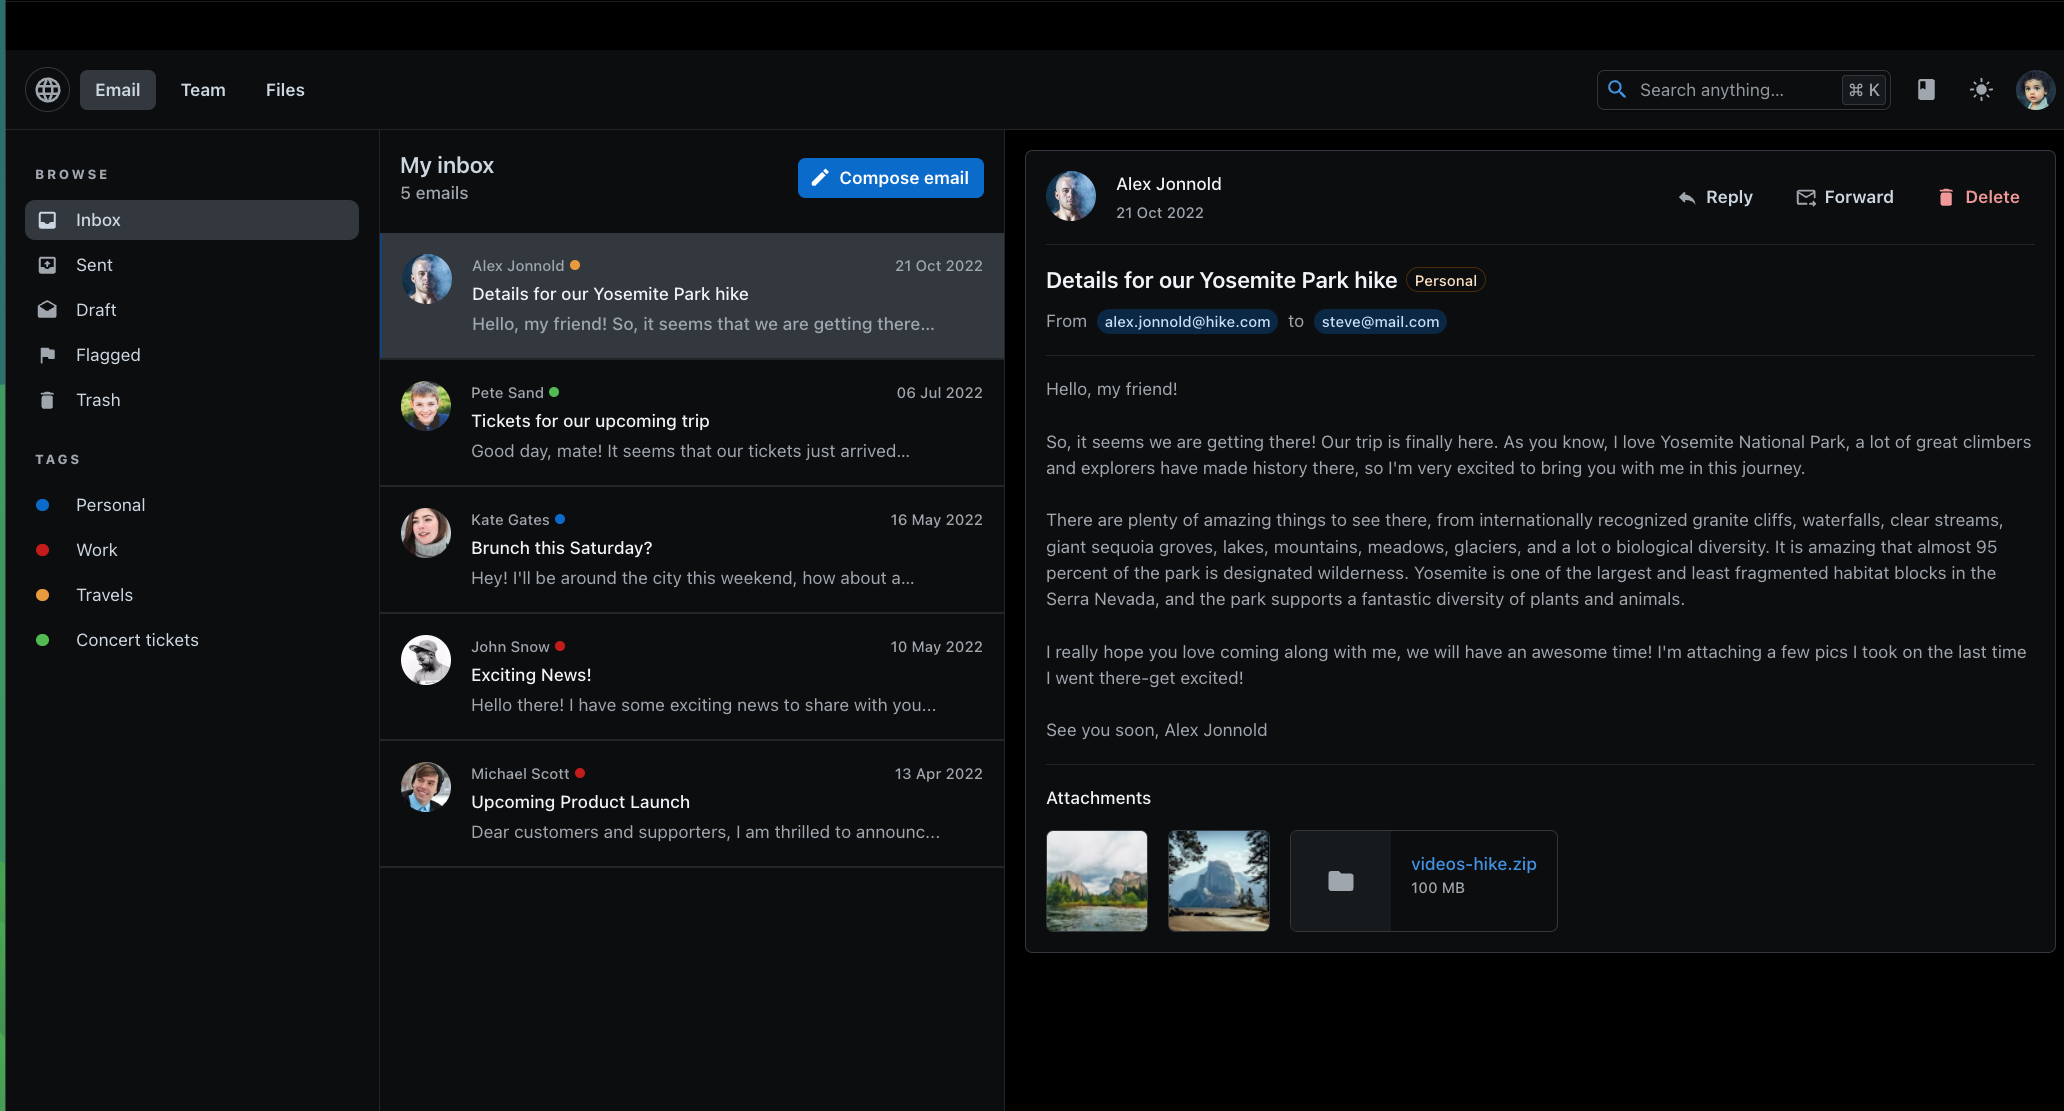 Email
Team
Files
Search anything...
⌘ K
BROWSE
Inbox
Sent
Draft
Flagged
Trash
TAGS
Personal
Work
Travels
Concert tickets
My inbox
5 emails
Compose email
Alex Jonnold
21 Oct 2022
Details for our Yosemite Park hike
Hello, my friend! So, it seems that we are getting there...
Pete Sand
06 Jul 2022
Tickets for our upcoming trip
Good day, mate! It seems that our tickets just arrived...
Kate Gates
16 May 2022
Brunch this Saturday?
Hey! I'll be around the city this weekend, how about a...
John Snow
10 May 2022
Exciting News!
Hello there! I have some exciting news to share with you...
Michael Scott
13 Apr 2022
Upcoming Product Launch
Dear customers and supporters, I am thrilled to announc...
Alex Jonnold
21 Oct 2022
Reply
Forward
Delete
Details for our Yosemite Park hike
Personal
From alex.jonnold@hike.com to steve@mail.com
Hello, my friend!
So, it seems we are getting there! Our trip is finally here. As you know, I love Yosemite National Park, a lot of great climbers
and explorers have made history there, so I'm very excited to bring you with me in this journey.
There are plenty of amazing things to see there, from internationally recognized granite cliffs, waterfalls, clear streams,
giant sequoia groves, lakes, mountains, meadows, glaciers, and a lot o biological diversity. It is amazing that almost 95
percent of the park is designated wilderness. Yosemite is one of the largest and least fragmented habitat blocks in the
Serra Nevada, and the park supports a fantastic diversity of plants and animals.
I really hope you love coming along with me, we will have an awesome time! I'm attaching a few pics I took on the last time
I went there-get excited!
See you soon, Alex Jonnold
Attachments
videos-hike.zip
100 MB